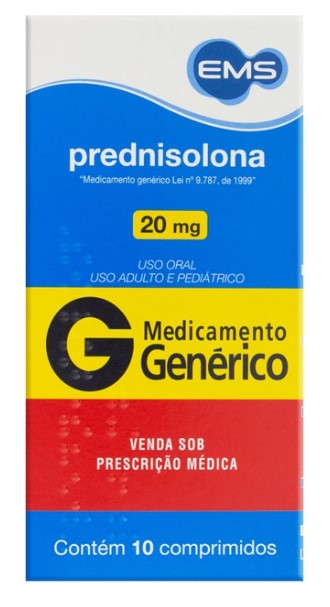 EMS
prednisolona
"Medicamento genérico Lei nº 9.787, de 1999"
20 mg
USO ORAL
USO ADULTO E PEDIÁTRICO
G Medicamento
Genérico
VENDA SOB
PRESCRIÇÃO MÉDICA
Contém 10 comprimidos